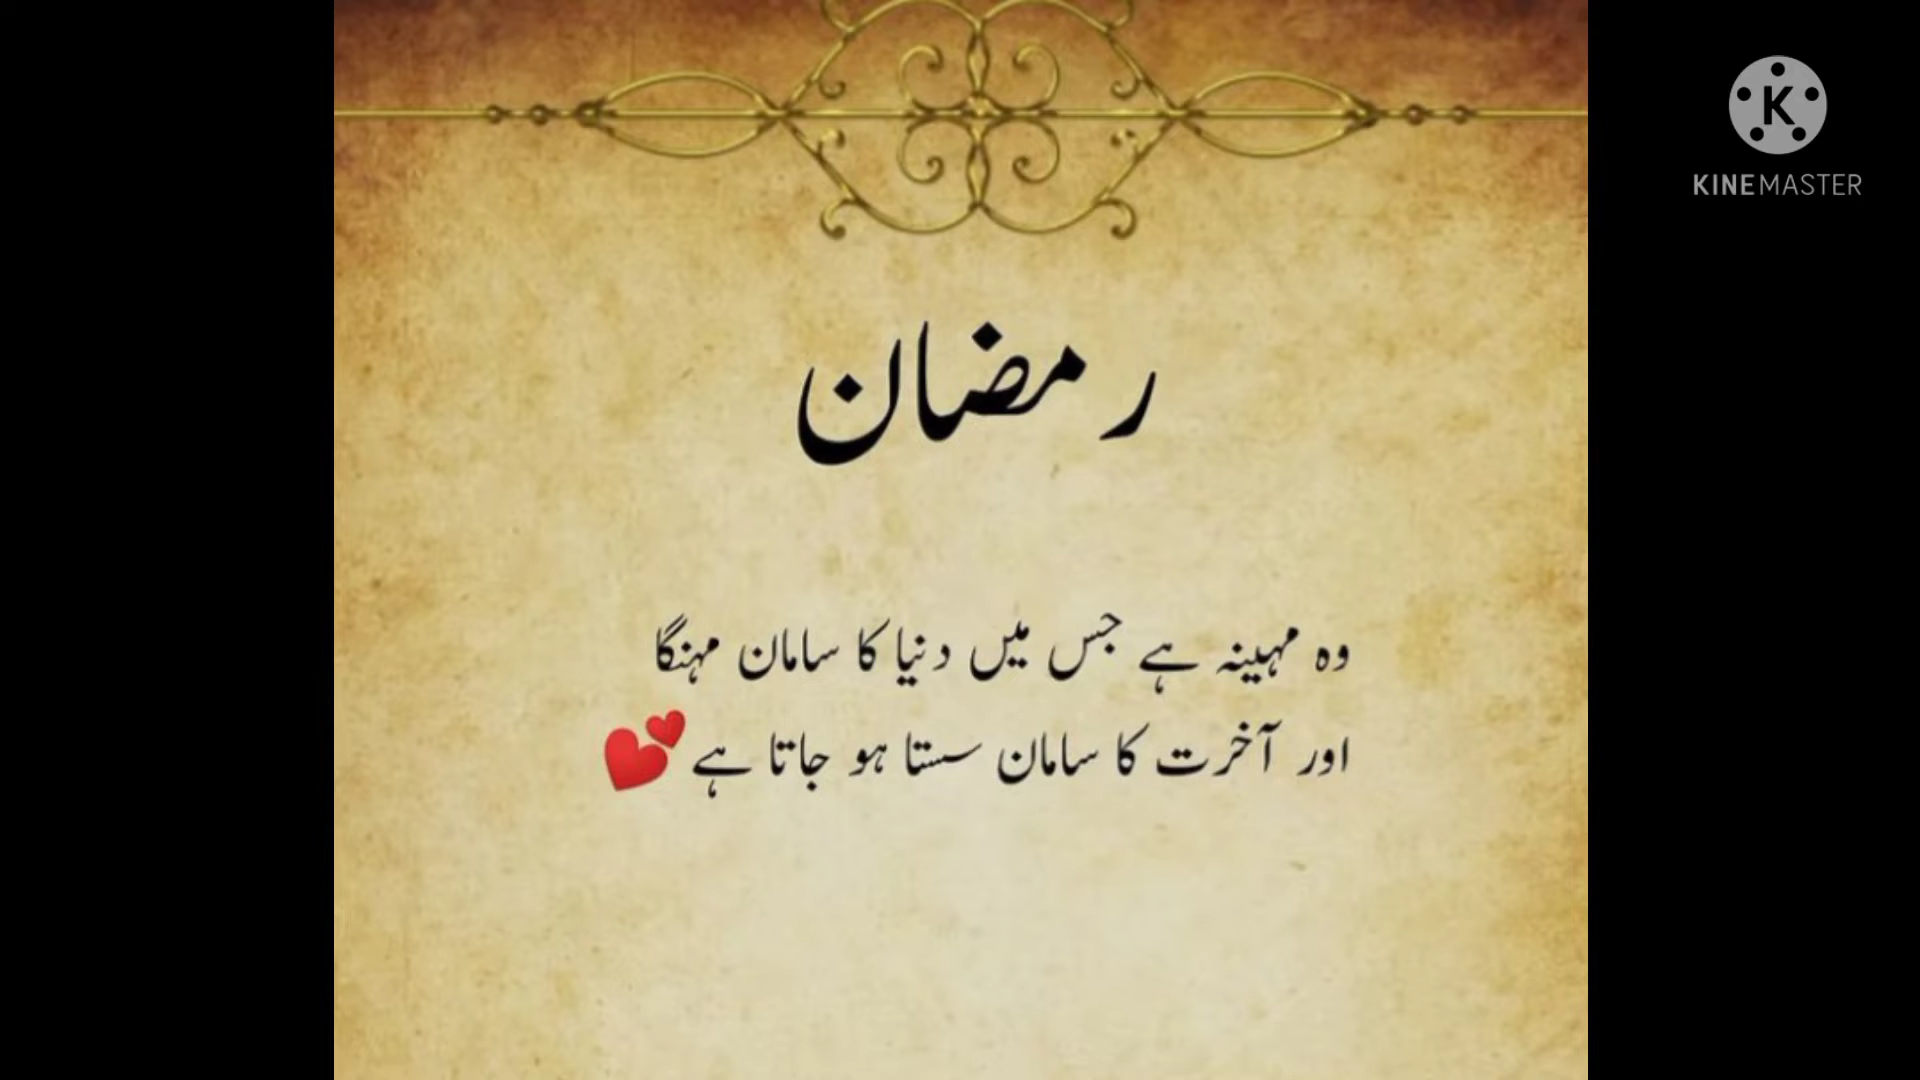 KINEMASTER
رمضان
وہ مہینہ ہے جس میں دنیا کا سامان مہنگا
اور آخرت کا سامان سستا ہو جاتا ہے 💕